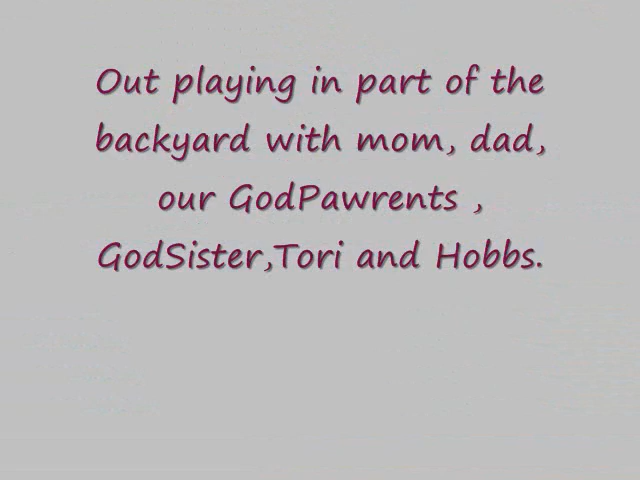 Out playing in part of the
backyard with mom, dad,
our GodPawrents ,
GodSister,Tori and Hobbs.